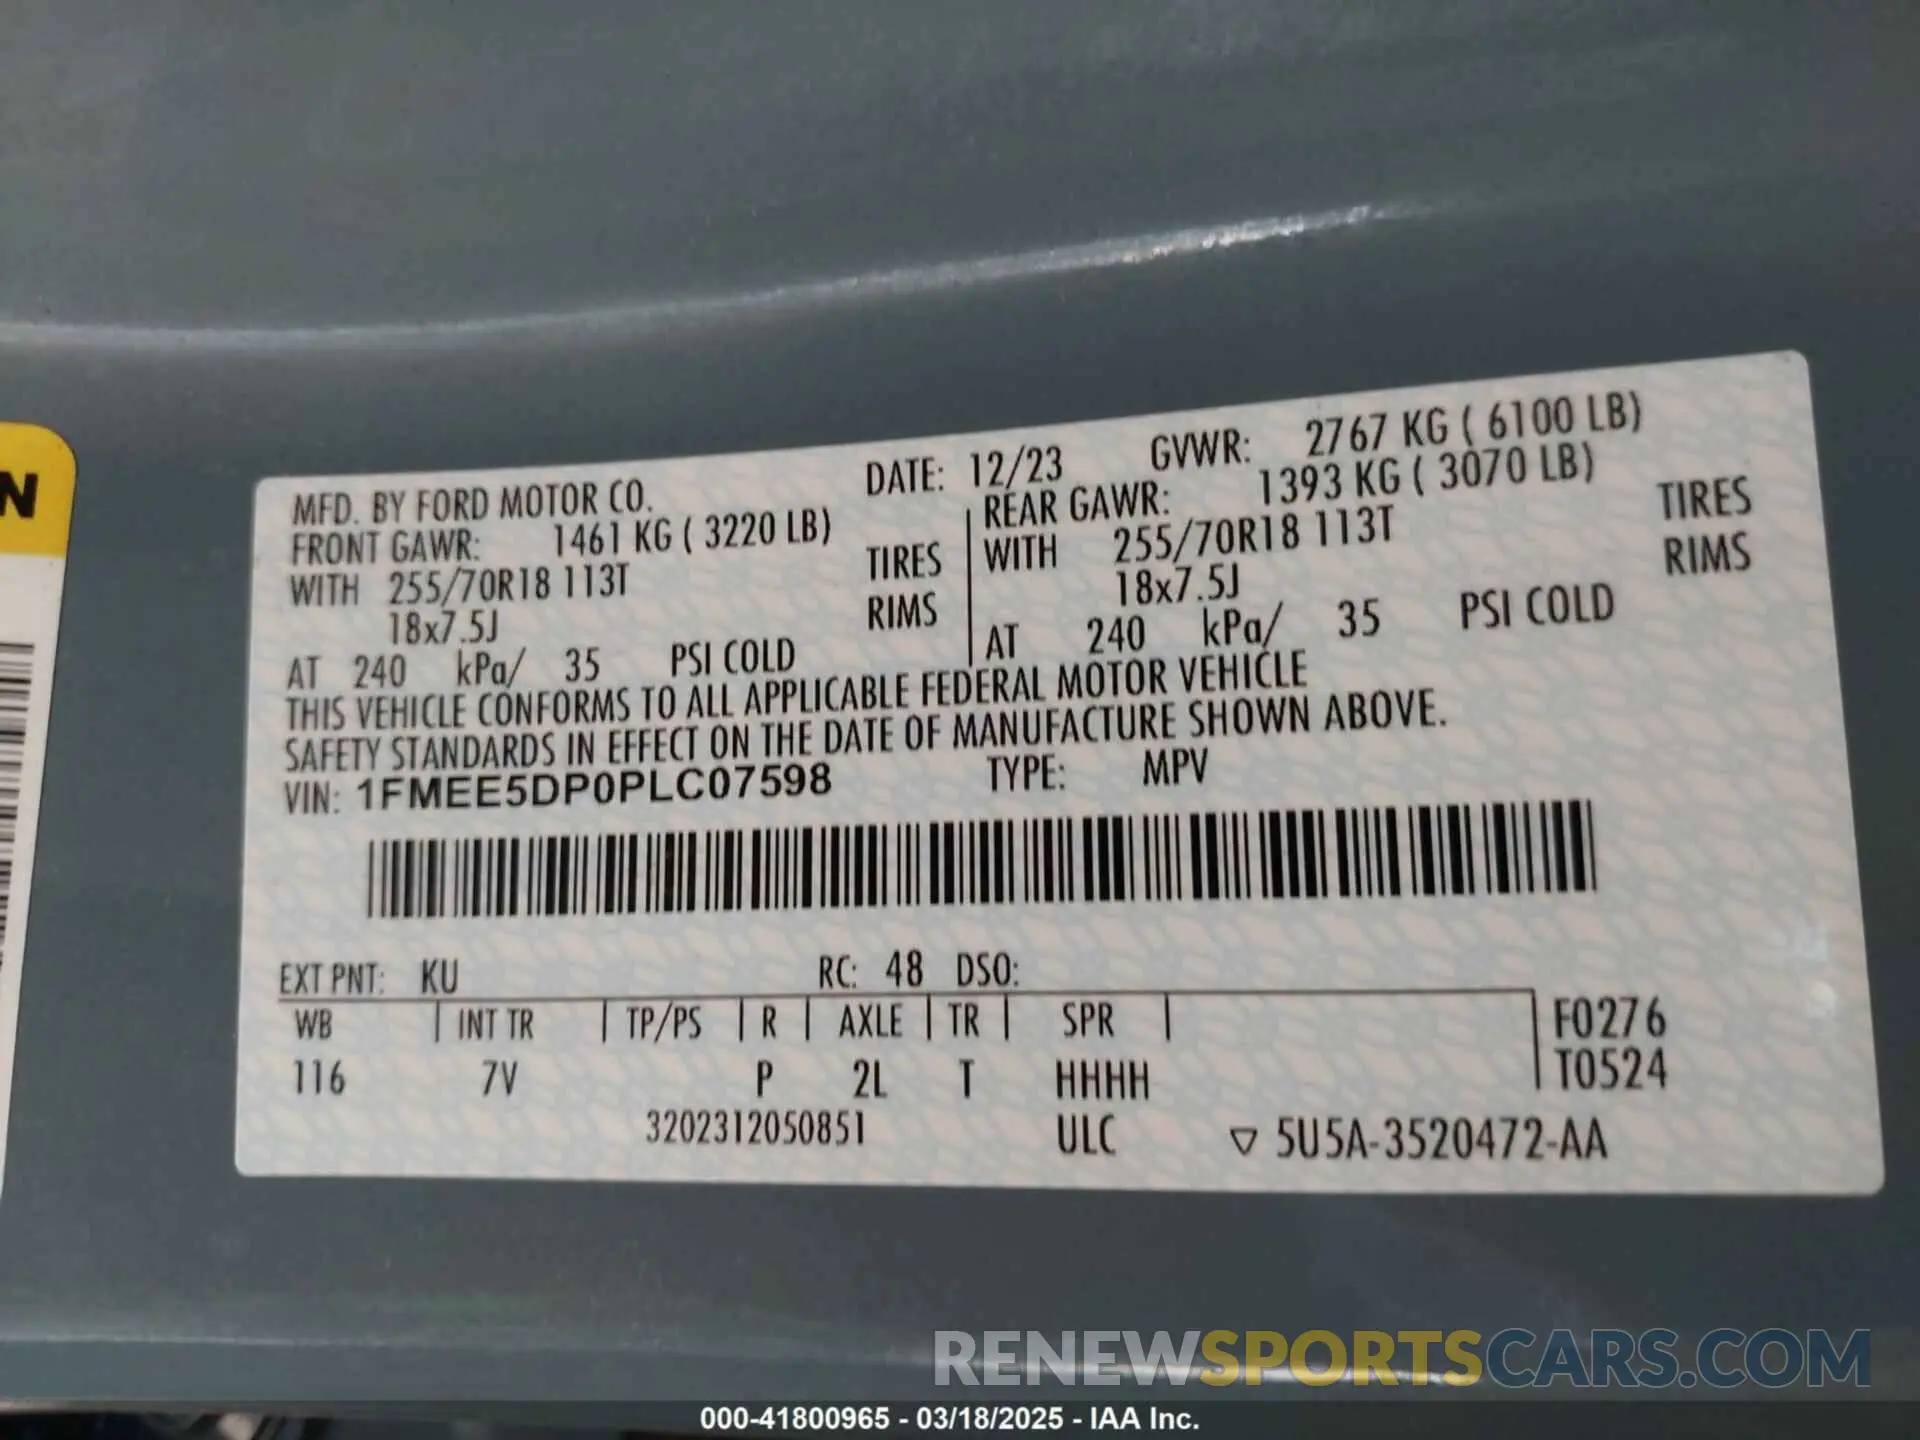 N
MFD. BY FORD MOTOR CO. DATE: 12/23 GVWR: 2767 KG ( 6100 LB)
FRONT GAWR: 1461 KG ( 3220 LB) REAR GAWR: 1393 KG ( 3070 LB)
WITH 255/70R18 113T TIRES WITH 255/70R18 113T TIRES
18x7.5J RIMS 18x7.5J RIMS
AT 240 kPa/ 35 PSI COLD AT 240 kPa/ 35 PSI COLD
THIS VEHICLE CONFORMS TO ALL APPLICABLE FEDERAL MOTOR VEHICLE
SAFETY STANDARDS IN EFFECT ON THE DATE OF MANUFACTURE SHOWN ABOVE.
VIN: 1FMEE5DP0PLC07598 TYPE: MPV
EXT PNT: KU RC: 48 DSO:
WB | INT TR | TP/PS | R | AXLE | TR | SPR | F0276
116 7V P 2L T HHHH T0524
3202312050851 ULC ▽ 5U5A-3520472-AA
RENEWSPORTSCARS.COM
000-41800965 - 03/18/2025 - IAA Inc.